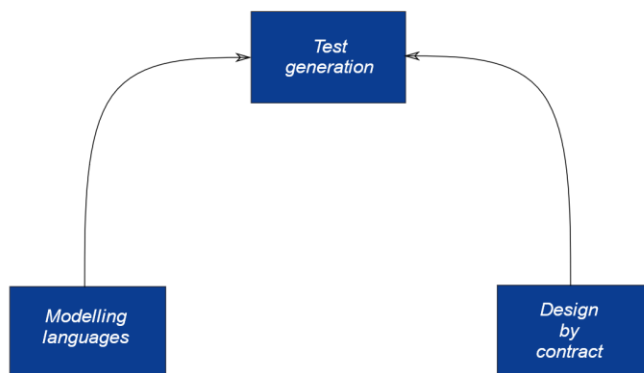 Test
generation
Modelling
languages
Design
by
contract